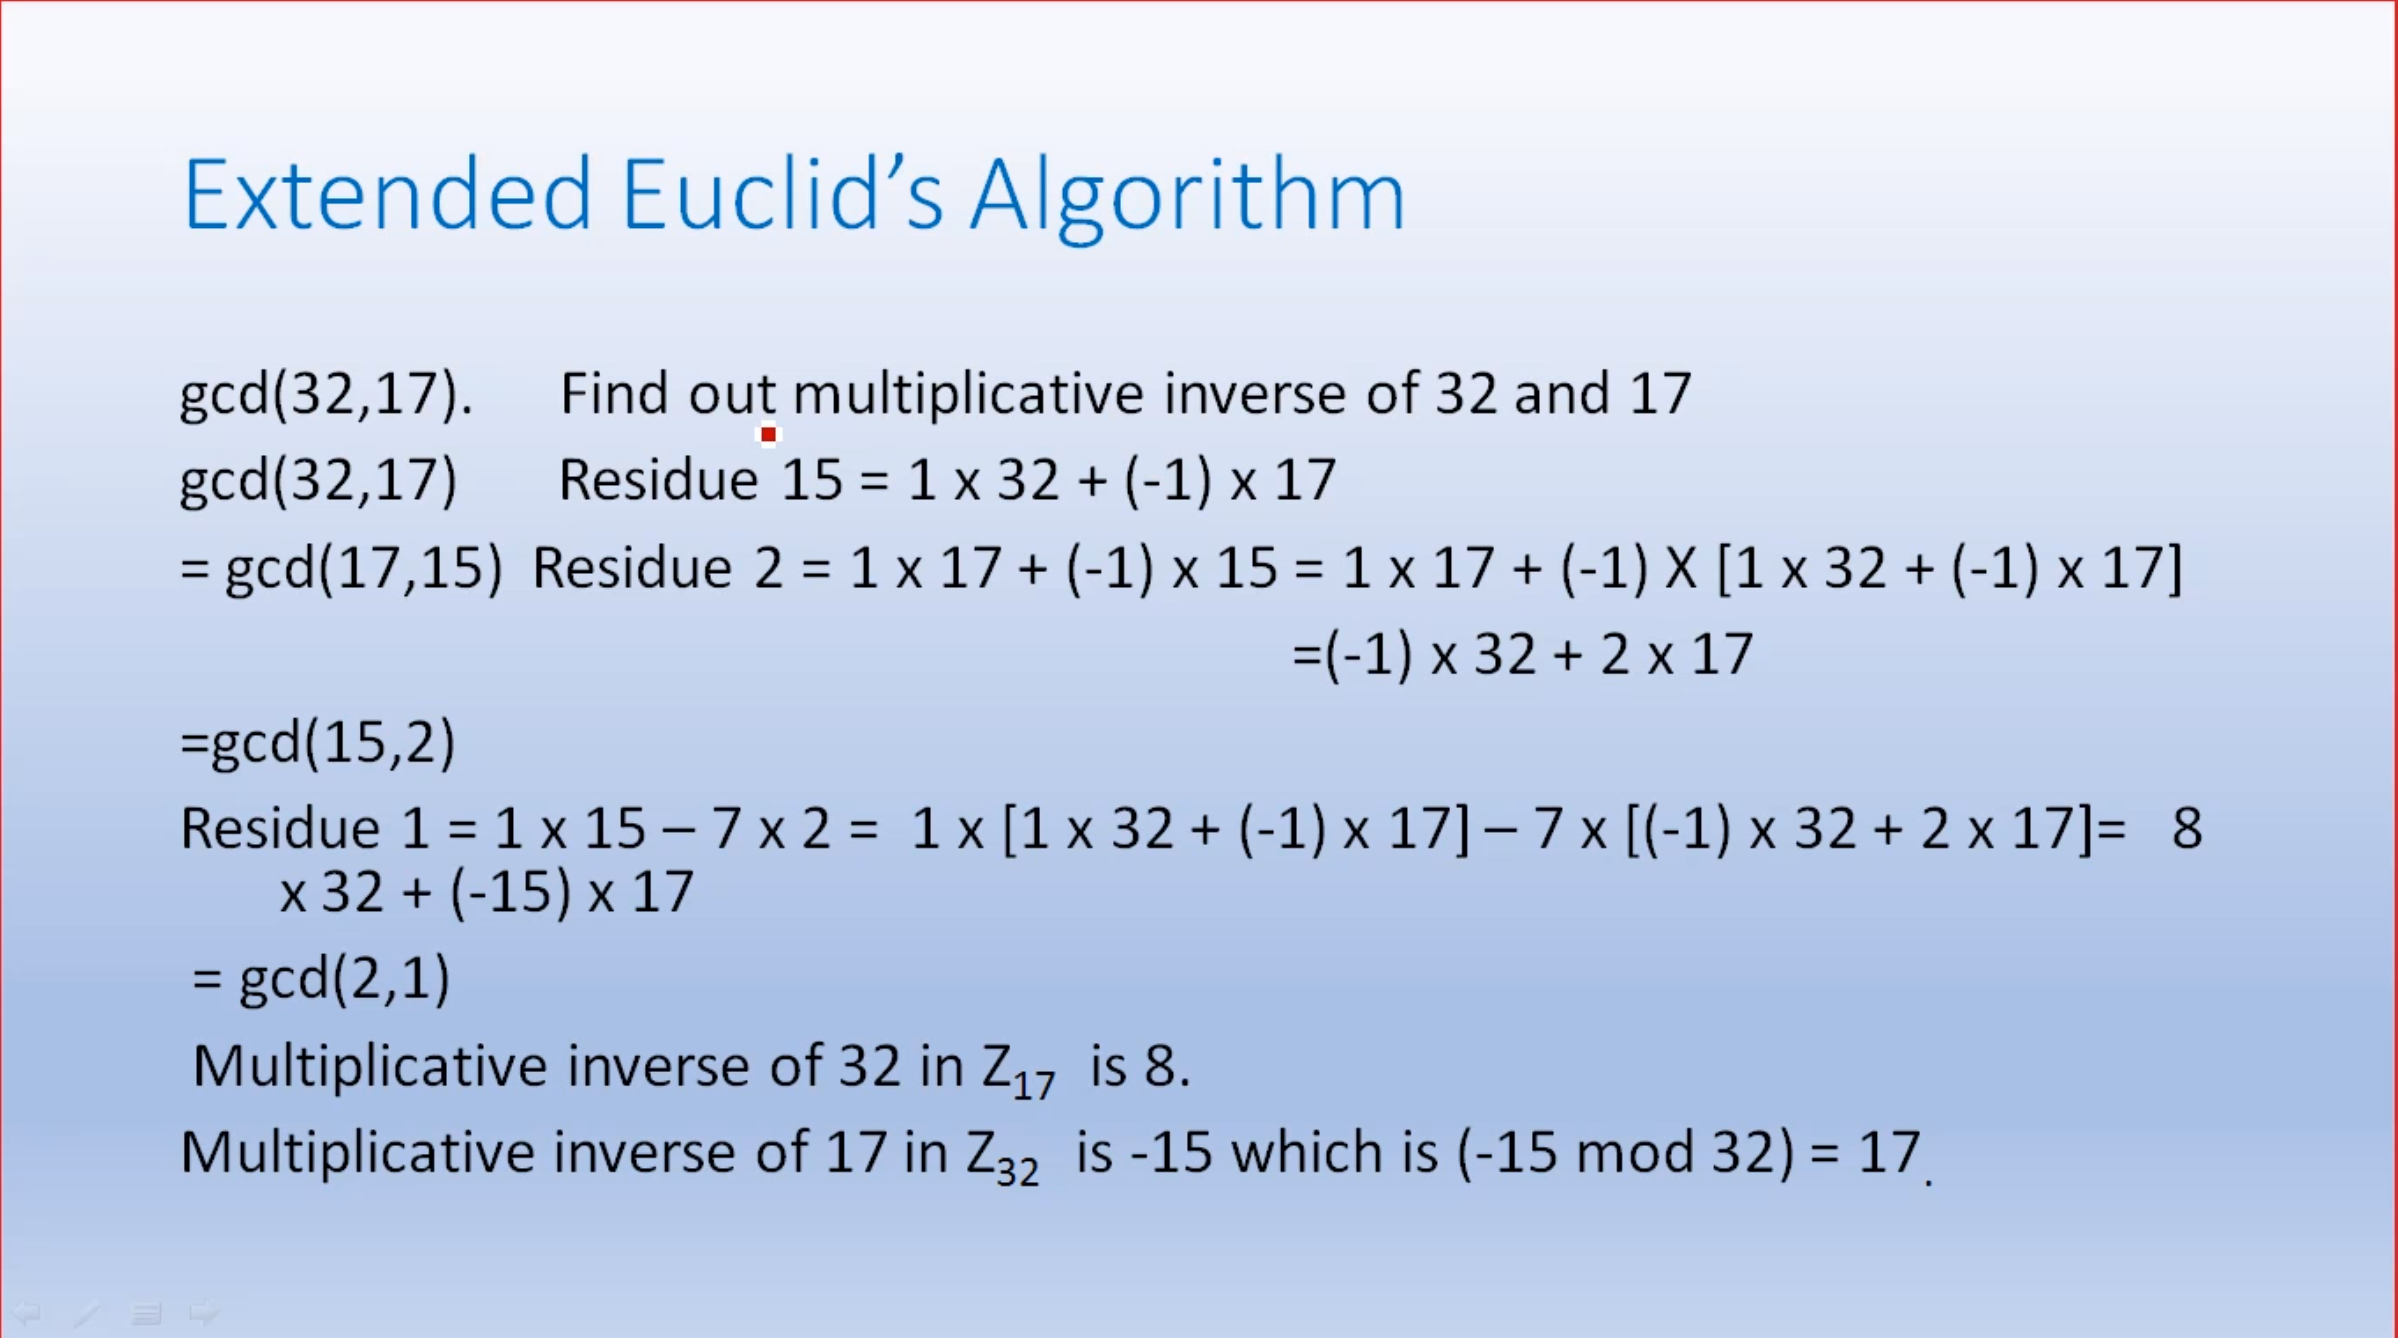 Extended Euclid’s Algorithm
gcd(32,17). Find out multiplicative inverse of 32 and 17
gcd(32,17) Residue 15 = 1 x 32 + (-1) x 17
= gcd(17,15) Residue 2 = 1 x 17 + (-1) x 15 = 1 x 17 + (-1) X [1 x 32 + (-1) x 17]
=(-1) x 32 + 2 x 17
=gcd(15,2)
Residue 1 = 1 x 15 – 7 x 2 = 1 x [1 x 32 + (-1) x 17] – 7 x [(-1) x 32 + 2 x 17]= 8
x 32 + (-15) x 17
= gcd(2,1)
Multiplicative inverse of 32 in Z₁₇ is 8.
Multiplicative inverse of 17 in Z₃₂ is -15 which is (-15 mod 32) = 17.